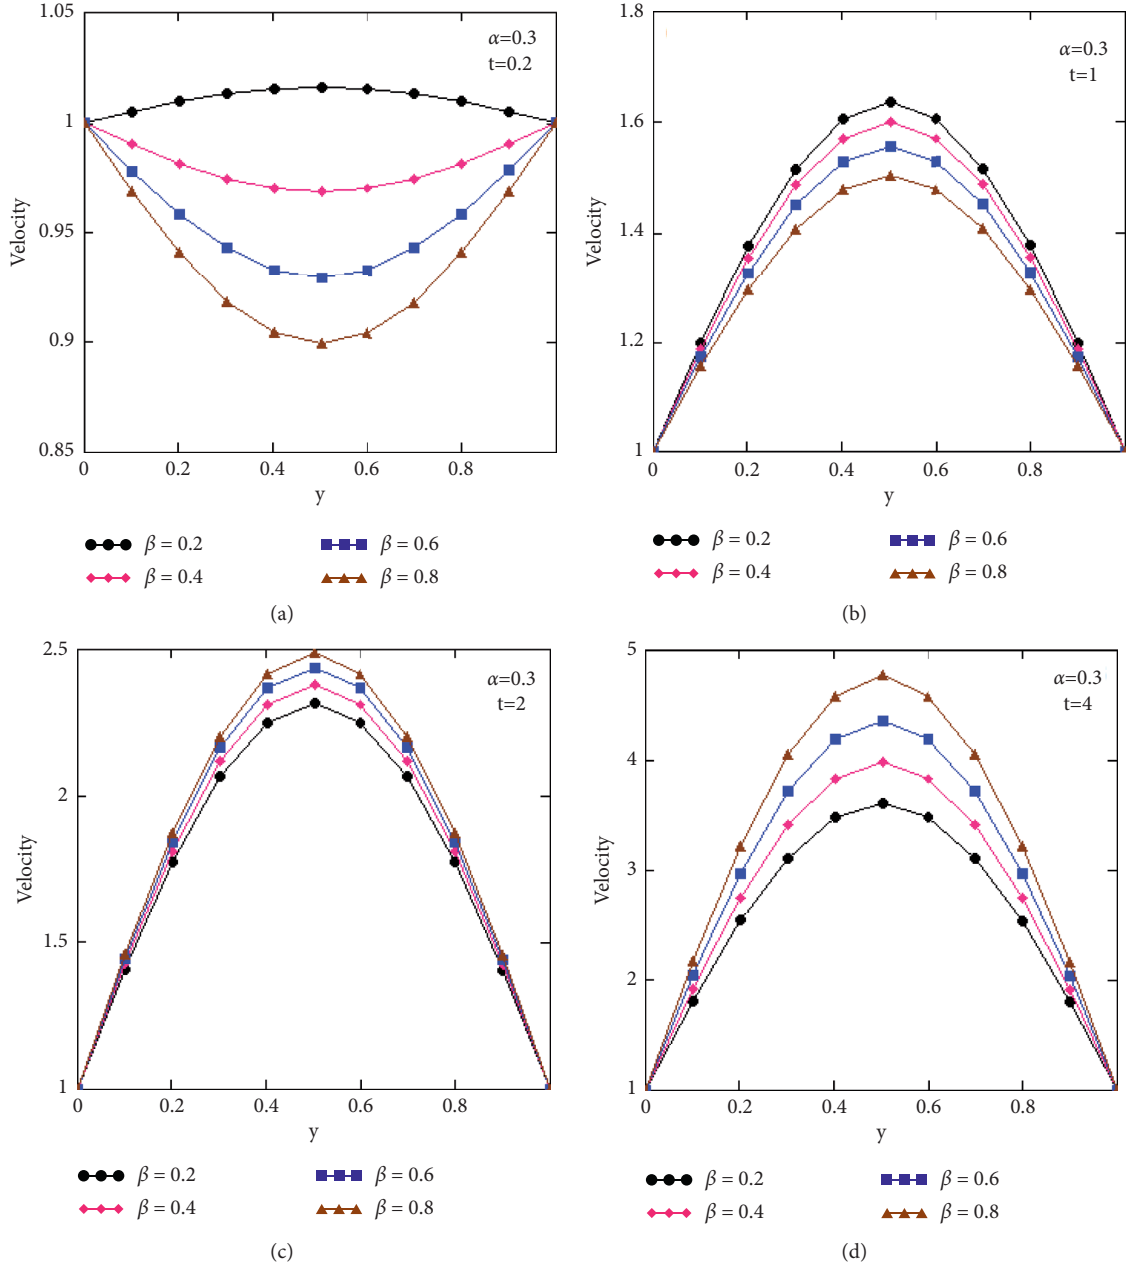 1.05
1
0.95
0.9
0.85
Velocity
α=0.3
t=0.2
0 0.2 0.4 0.6 0.8
y
β = 0.2
β = 0.6
β = 0.4
β = 0.8
(a)
1.8
1.6
1.4
1.2
1
Velocity
α=0.3
t=1
0 0.2 0.4 0.6 0.8
y
β = 0.2
β = 0.6
β = 0.4
β = 0.8
(b)
2.5
2
1.5
1
Velocity
α=0.3
t=2
0 0.2 0.4 0.6 0.8
y
β = 0.2
β = 0.6
β = 0.4
β = 0.8
(c)
5
4
3
2
1
Velocity
α=0.3
t=4
0 0.2 0.4 0.6 0.8
y
β = 0.2
β = 0.6
β = 0.4
β = 0.8
(d)